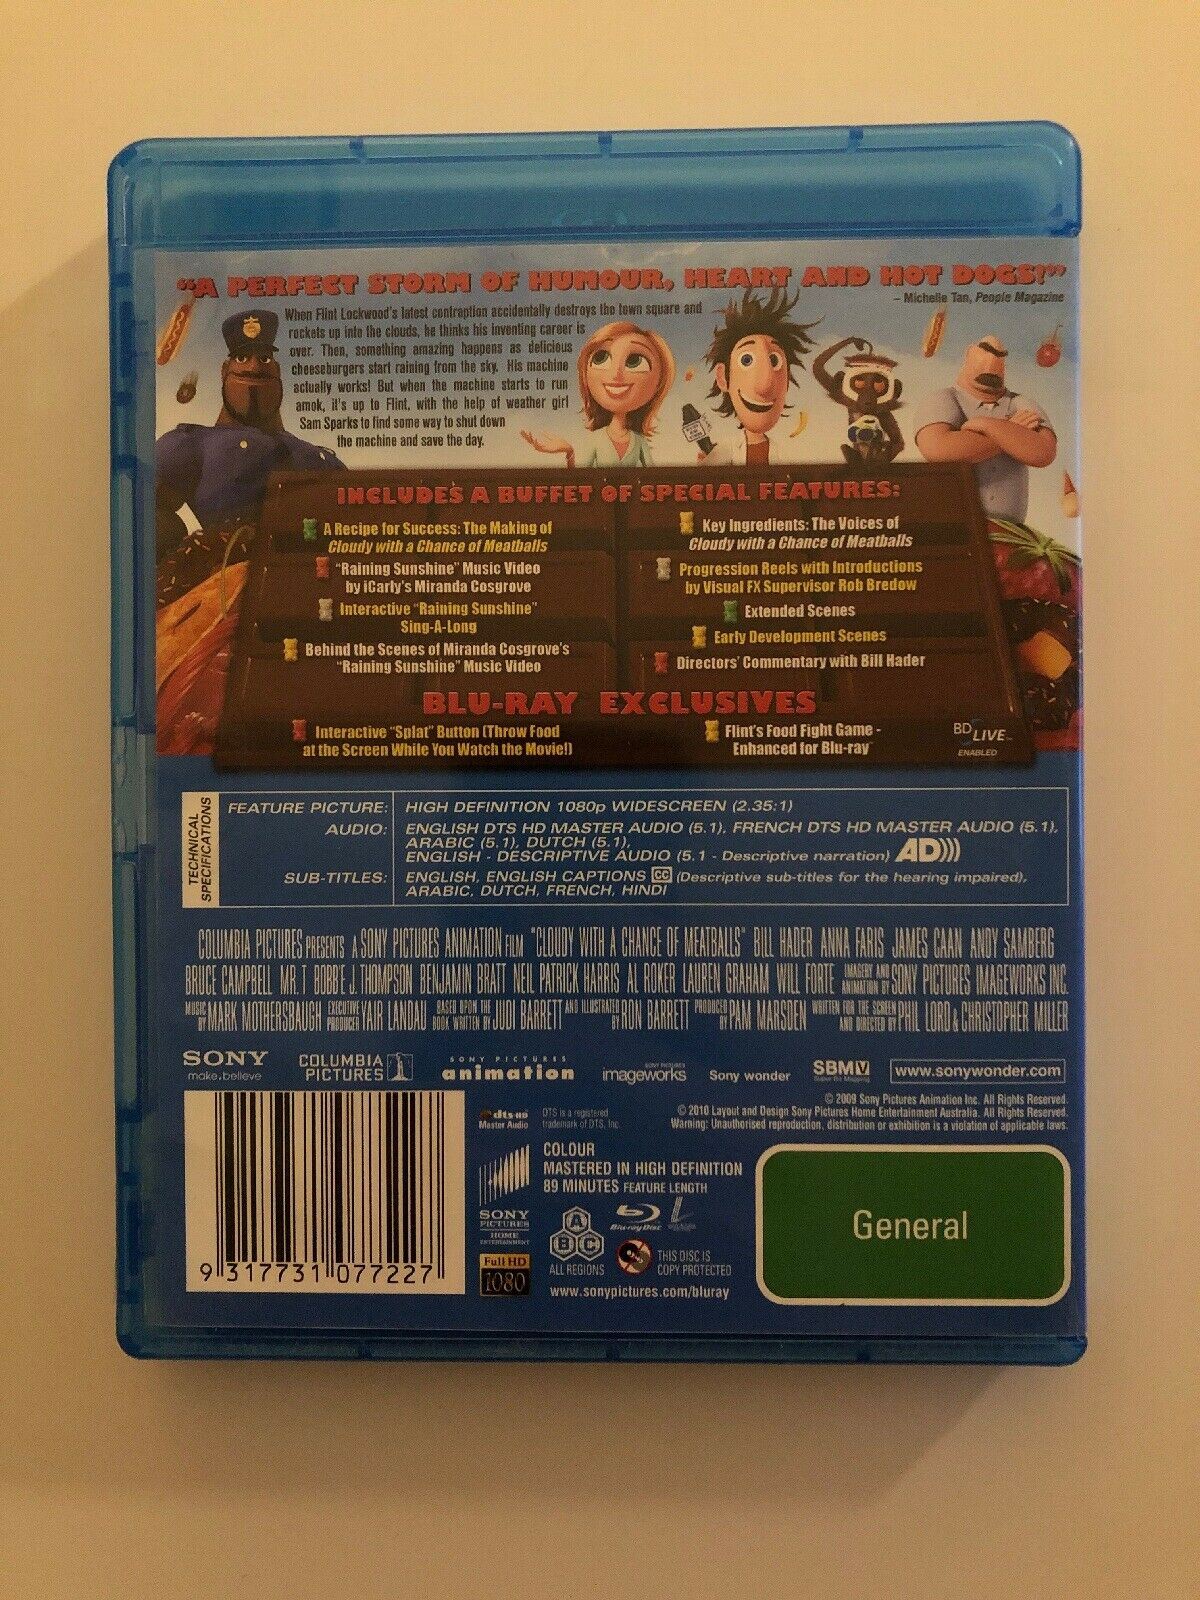 “A PERFECT STORM OF HUMOUR, HEART AND HOT DOGS!”
– Michelle Tan, People Magazine
When Flint Lockwood's latest contraption accidentally destroys the town square and
rockets up into the clouds, he thinks his inventing career is
over. Then, something amazing happens as delicious
cheeseburgers start raining from the sky. His machine
actually works! But when the machine starts to run
amok, it's up to Flint, with the help of weather girl
Sam Sparks to find some way to shut down
the machine and save the day.
INCLUDES A BUFFET OF SPECIAL FEATURES:
A Recipe for Success: The Making of
Cloudy with a Chance of Meatballs
“Raining Sunshine” Music Video
by iCarly's Miranda Cosgrove
Interactive “Raining Sunshine”
Sing-A-Long
Behind the Scenes of Miranda Cosgrove's
“Raining Sunshine” Music Video
Key Ingredients: The Voices of
Cloudy with a Chance of Meatballs
Progression Reels with Introductions
by Visual FX Supervisor Rob Bredow
Extended Scenes
Early Development Scenes
Directors' Commentary with Bill Hader
BLU-RAY EXCLUSIVES
Interactive “Splat” Button (Throw Food
at the Screen While You Watch the Movie!)
Flint's Food Fight Game -
Enhanced for Blu-ray™
BD LIVE™
ENABLED
TECHNICAL
SPECIFICATIONS
FEATURE PICTURE: HIGH DEFINITION 1080p WIDESCREEN (2.35:1)
AUDIO: ENGLISH DTS HD MASTER AUDIO (5.1), FRENCH DTS HD MASTER AUDIO (5.1),
ARABIC (5.1), DUTCH (5.1),
ENGLISH - DESCRIPTIVE AUDIO (5.1 - Descriptive narration) AD)))
SUB-TITLES: ENGLISH, ENGLISH CAPTIONS CC (Descriptive sub-titles for the hearing impaired),
ARABIC, DUTCH, FRENCH, HINDI
COLUMBIA PICTURES PRESENTS A SONY PICTURES ANIMATION FILM "CLOUDY WITH A CHANCE OF MEATBALLS" BILL HADER ANNA FARIS JAMES CAAN ANDY SAMBERG
BRUCE CAMPBELL MR. T BOBB'E J. THOMPSON BENJAMIN BRATT NEIL PATRICK HARRIS AL ROKER LAUREN GRAHAM WILL FORTE IMAGERY AND ANIMATION BY SONY PICTURES IMAGEWORKS INC.
MUSIC BY MARK MOTHERSBAUGH EXECUTIVE PRODUCER YAIR LANDAU BASED UPON THE BOOK WRITTEN BY JUDI BARRETT AND ILLUSTRATED BY RON BARRETT PRODUCED BY PAM MARSDEN WRITTEN FOR THE SCREEN AND DIRECTED BY PHIL LORD & CHRISTOPHER MILLER
SONY
make.believe
COLUMBIA
PICTURES
SONY PICTURES
animation
SONY PICTURES
imageworks
Sony wonder
SBMV
www.sonywonder.com
© 2009 Sony Pictures Animation Inc. All Rights Reserved.
© 2010 Layout and Design Sony Pictures Home Entertainment Australia. All Rights Reserved.
Warning: Unauthorised reproduction, distribution or exhibition is a violation of applicable laws.
dts-HD
Master Audio
DTS is a registered
trademark of DTS, Inc.
COLOUR
MASTERED IN HIGH DEFINITION
89 MINUTES FEATURE LENGTH
SONY
PICTURES
HOME
ENTERTAINMENT
Full HD
1080
Blu-ray Disc
A
B C
ALL REGIONS
THIS DISC IS
COPY PROTECTED
www.sonypictures.com/bluray
General
9 317731 077227